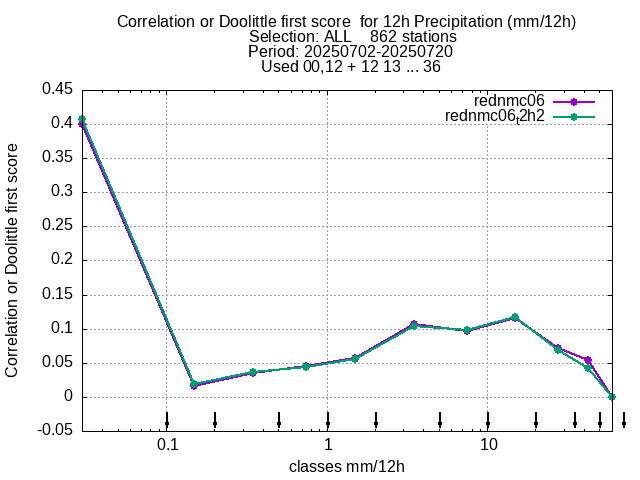 Correlation or Doolittle first score  for 12h Precipitation (mm/12h)
Selection: ALL    862 stations
Period: 20250702-20250720
Used 00,12 + 12 13 ... 36
rednmc06
rednmc06,2h2
0.45
0.4
0.35
0.3
0.25
0.2
0.15
0.1
0.05
0
-0.05
Correlation or Doolittle first score
0.1
1
10
classes mm/12h